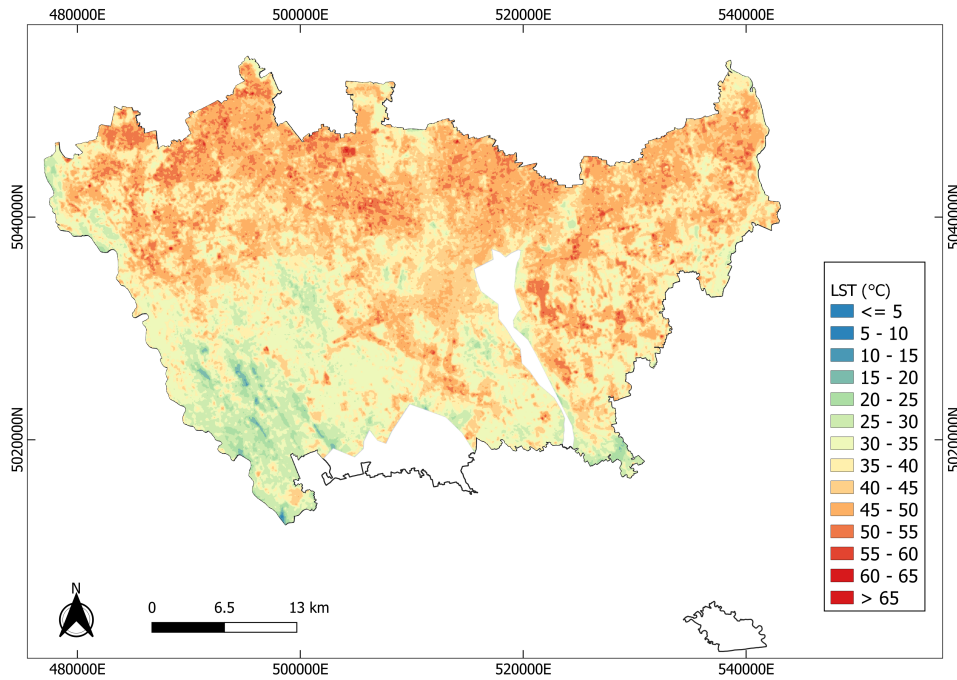 480000E 500000E 520000E 540000E
5040000N 5040000N
LST (°C)
<= 5
5 - 10
10 - 15
15 - 20
20 - 25
25 - 30
30 - 35
35 - 40
40 - 45
45 - 50
50 - 55
55 - 60
60 - 65
> 65
5020000N 5020000N
N
0 6.5 13 km
480000E 500000E 520000E 540000E